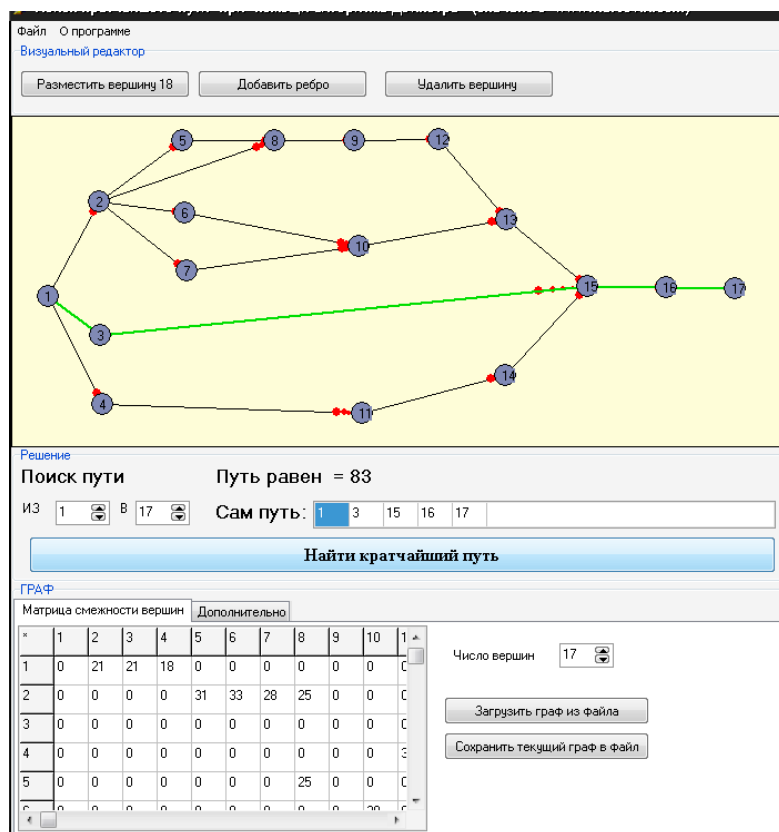 Файл О программе
Визуальный редактор
Разместить вершину 18 Добавить ребро Удалить вершину
5 8 9 12
2
6
13
10
7
1
15 16 17
3
14
4
11
Решение
Поиск пути Путь равен = 83
ИЗ 1 В 17 Сам путь: 1 3 15 16 17
Найти кратчайший путь
ГРАФ
Матрица смежности вершин Дополнительно
* 1 2 3 4 5 6 7 8 9 10 1
1 0 21 21 18 0 0 0 0 0 0
2 0 0 0 0 31 33 28 25 0 0
3 0 0 0 0 0 0 0 0 0 0
4 0 0 0 0 0 0 0 0 0 0 3
5 0 0 0 0 0 0 0 25 0 0
Число вершин 17
Загрузить граф из файла
Сохранить текущий граф в файл